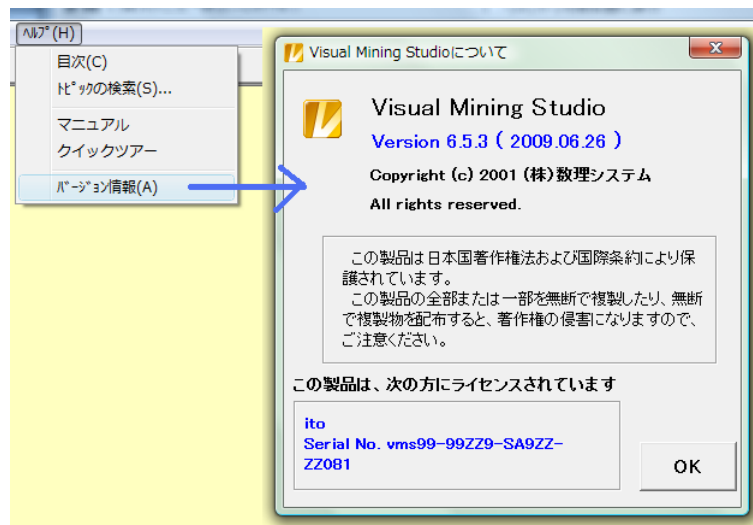 ﾍﾙﾌﾟ(H)
目次(C)
ﾄﾋﾟｯｸの検索(S)...
マニュアル
クイックツアー
ﾊﾞｰｼﾞｮﾝ情報(A)
Visual Mining Studioについて
Visual Mining Studio
Version 6.5.3 ( 2009.06.26 )
Copyright (c) 2001 (株)数理システム
All rights reserved.
この製品は日本国著作権法および国際条約により保
護されています。
この製品の全部または一部を無断で複製したり、無断
で複製物を配布すると、著作権の侵害になりますので、
ご注意ください。
この製品は、次の方にライセンスされています
ito
Serial No. vms99-99ZZ9-SA9ZZ-
ZZ081
OK